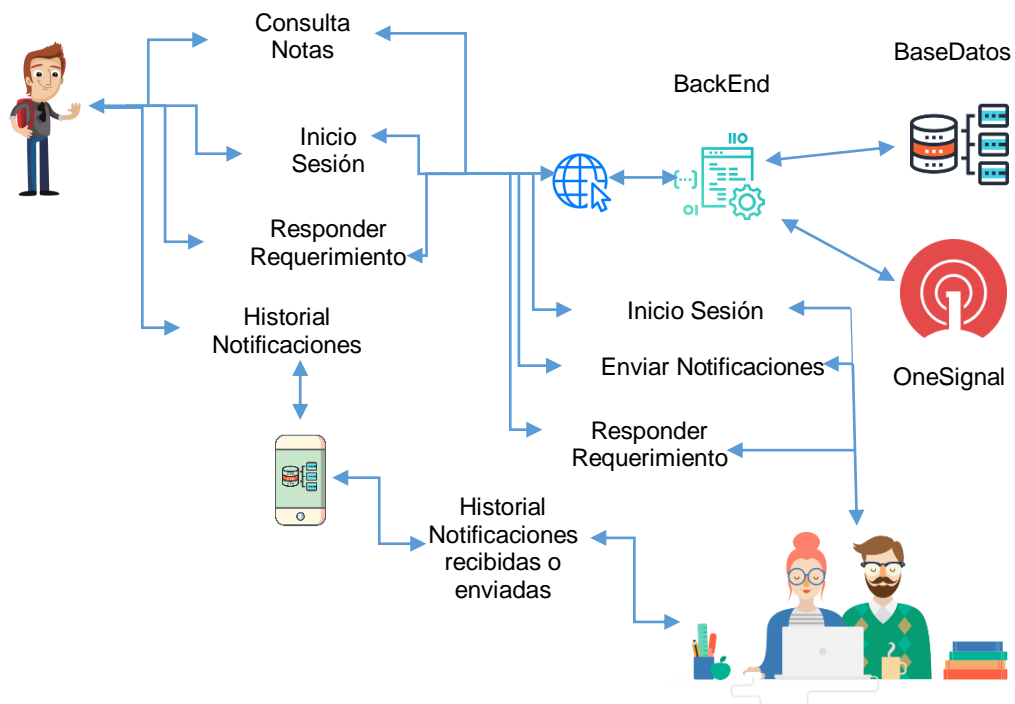 Consulta
Notas
BaseDatos
BackEnd
Inicio
Sesión
Responder
Requerimiento
Historial
Notificaciones
Inicio Sesión
Enviar Notificaciones
OneSignal
Responder
Requerimiento
Historial
Notificaciones
recibidas o
enviadas